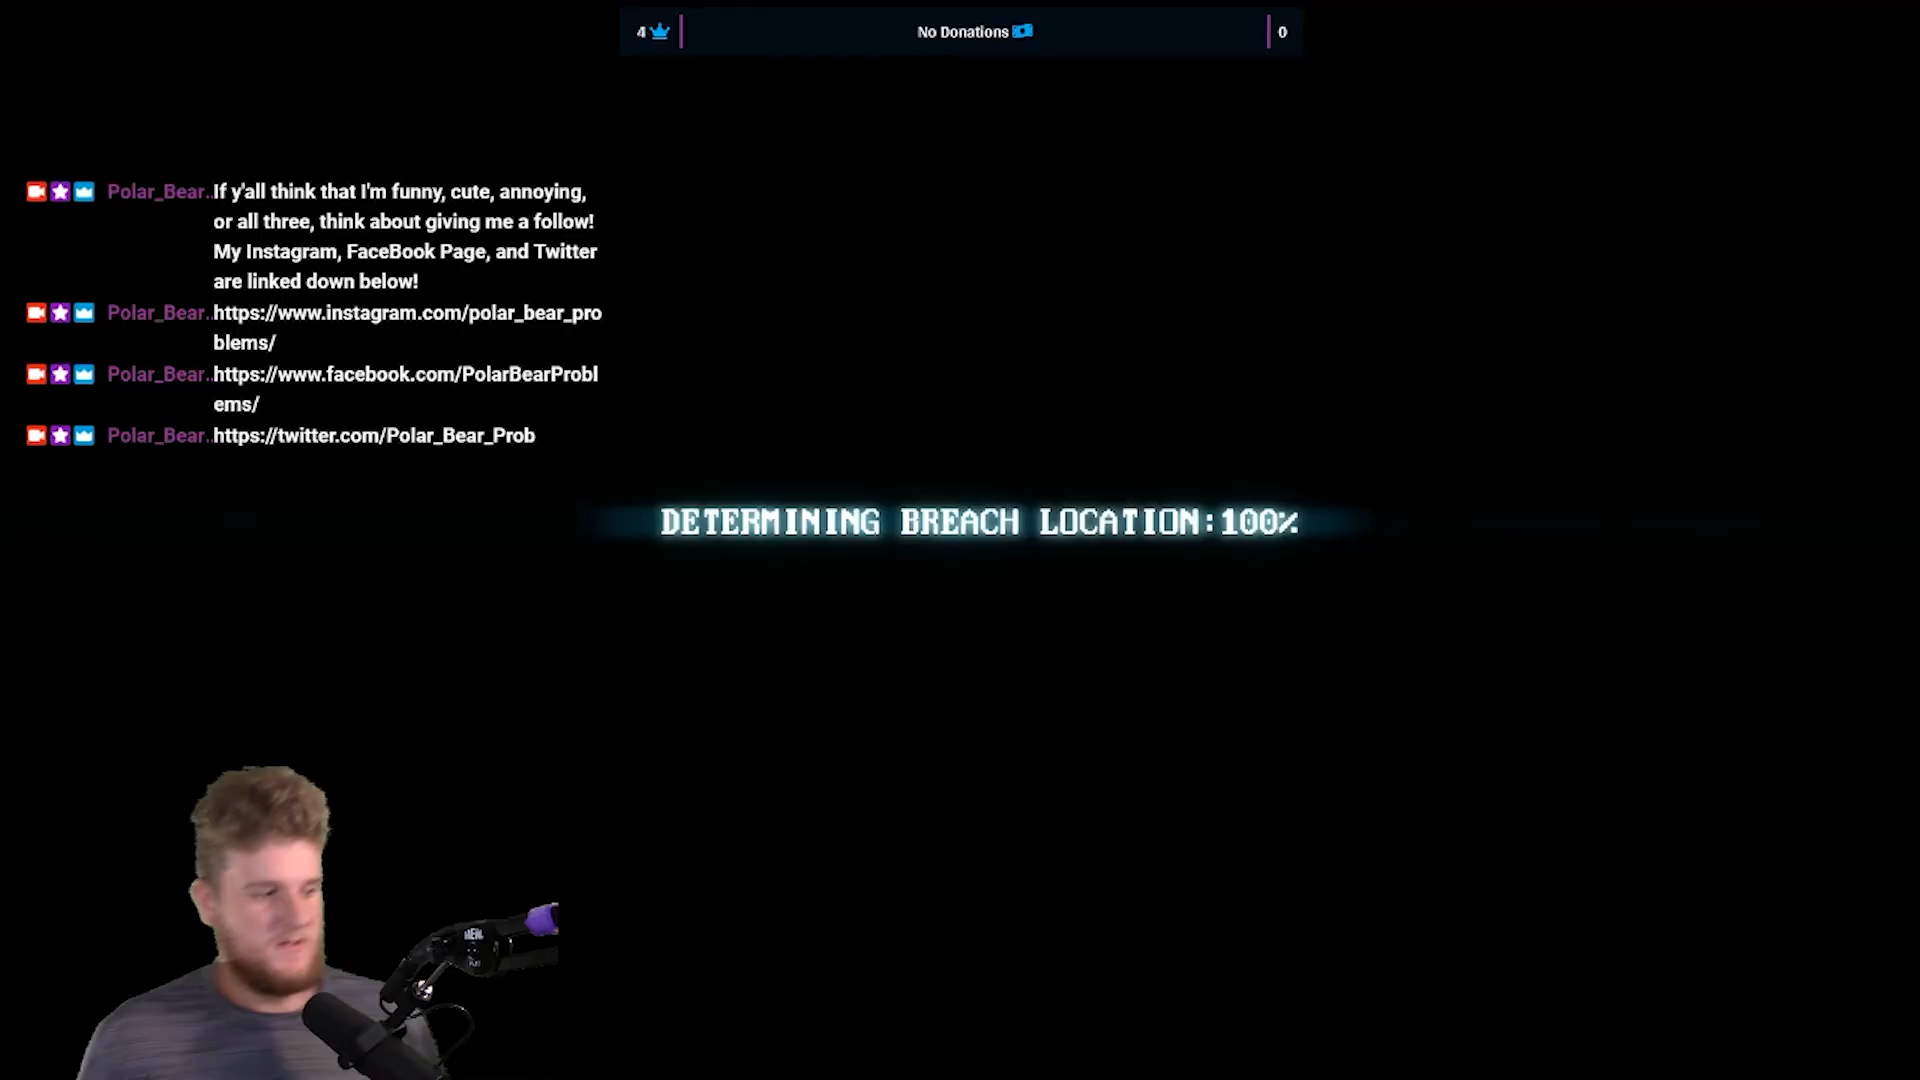 4
No Donations
0
Polar_Bear..If y'all think that I'm funny, cute, annoying,
or all three, think about giving me a follow!
My Instagram, FaceBook Page, and Twitter
are linked down below!
Polar_Bear..https://www.instagram.com/polar_bear_pro
blems/
Polar_Bear..https://www.facebook.com/PolarBearProbl
ems/
Polar_Bear..https://twitter.com/Polar_Bear_Prob
DETERMINING BREACH LOCATION:100%